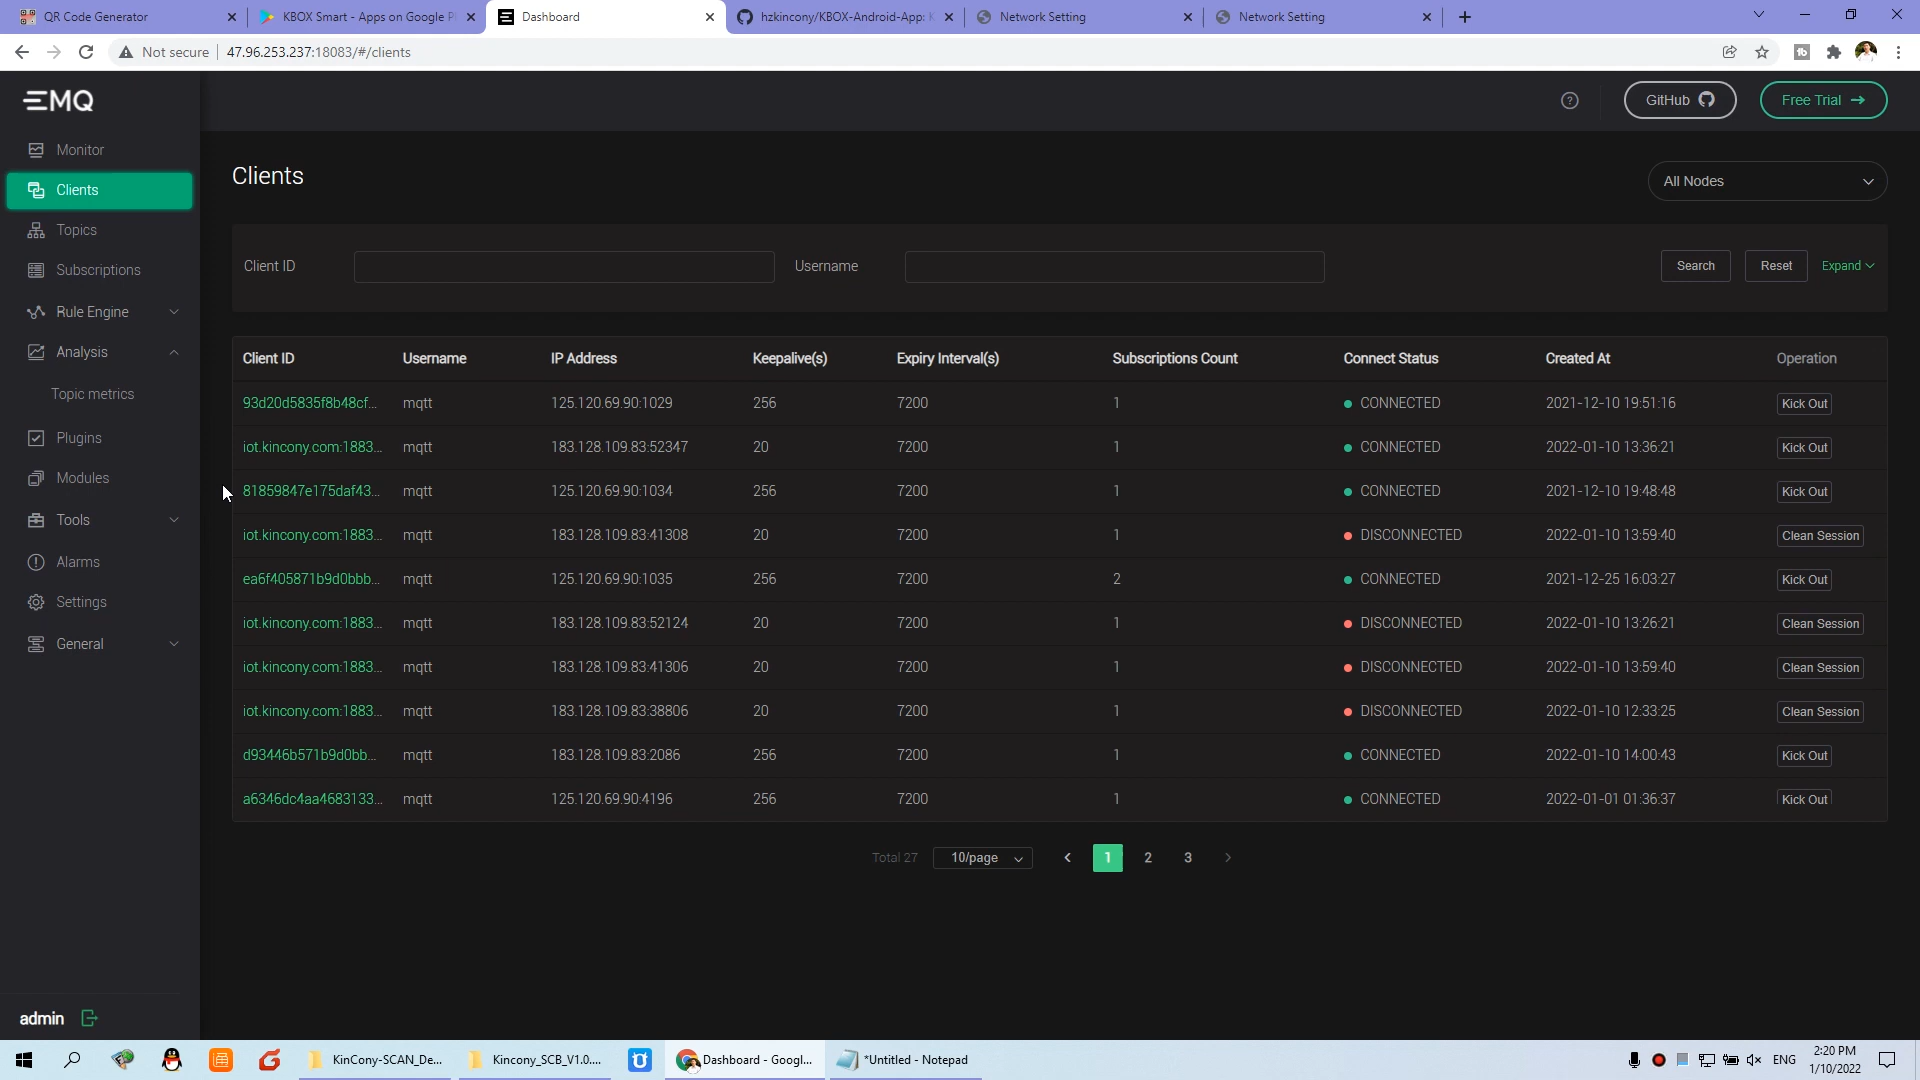 QR Code Generator
KBOX Smart - Apps on Google P
Dashboard
hzkincony/KBOX-Android-App: K
Network Setting
Network Setting
Not secure
47.96.253.237:18083/#/clients
EMQ
GitHub
Free Trial
Monitor
Clients
Topics
Subscriptions
Rule Engine
Analysis
Topic metrics
Plugins
Modules
Tools
Alarms
Settings
General
admin
Clients
All Nodes
Client ID
Username
Search
Reset
Expand
Client ID Username IP Address Keepalive(s) Expiry Interval(s) Subscriptions Count Connect Status Created At Operation
93d20d5835f8b48cf... mqtt 125.120.69.90:1029 256 7200 1 CONNECTED 2021-12-10 19:51:16 Kick Out
iot.kincony.com:1883... mqtt 183.128.109.83:52347 20 7200 1 CONNECTED 2022-01-10 13:36:21 Kick Out
81859847e175daf43... mqtt 125.120.69.90:1034 256 7200 1 CONNECTED 2021-12-10 19:48:48 Kick Out
iot.kincony.com:1883... mqtt 183.128.109.83:41308 20 7200 1 DISCONNECTED 2022-01-10 13:59:40 Clean Session
ea6f405871b9d0bbb... mqtt 125.120.69.90:1035 256 7200 2 CONNECTED 2021-12-25 16:03:27 Kick Out
iot.kincony.com:1883... mqtt 183.128.109.83:52124 20 7200 1 DISCONNECTED 2022-01-10 13:26:21 Clean Session
iot.kincony.com:1883... mqtt 183.128.109.83:41306 20 7200 1 DISCONNECTED 2022-01-10 13:59:40 Clean Session
iot.kincony.com:1883... mqtt 183.128.109.83:38806 20 7200 1 DISCONNECTED 2022-01-10 12:33:25 Clean Session
d93446b571b9d0bb... mqtt 183.128.109.83:2086 256 7200 1 CONNECTED 2022-01-10 14:00:43 Kick Out
a6346dc4aa4683133... mqtt 125.120.69.90:4196 256 7200 1 CONNECTED 2022-01-01 01:36:37 Kick Out
Total 27 10/page 1 2 3
KinCony-SCAN_De...
Kincony_SCB_V1.0....
Dashboard - Googl...
*Untitled - Notepad
ENG
2:20 PM
1/10/2022